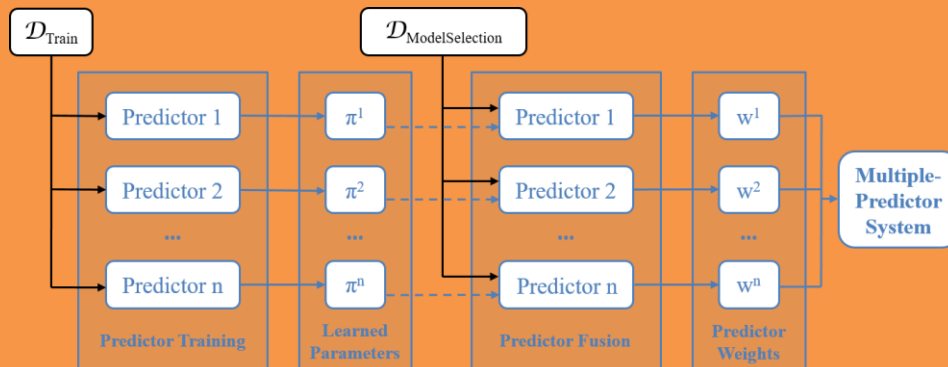 𝒟Train
𝒟ModelSelection
Predictor 1
π¹
Predictor 1
w¹
Predictor 2
π²
Predictor 2
w²
Multiple-
Predictor
System
...
...
...
...
Predictor n
πⁿ
Predictor n
wⁿ
Predictor Training
Learned
Parameters
Predictor Fusion
Predictor
Weights